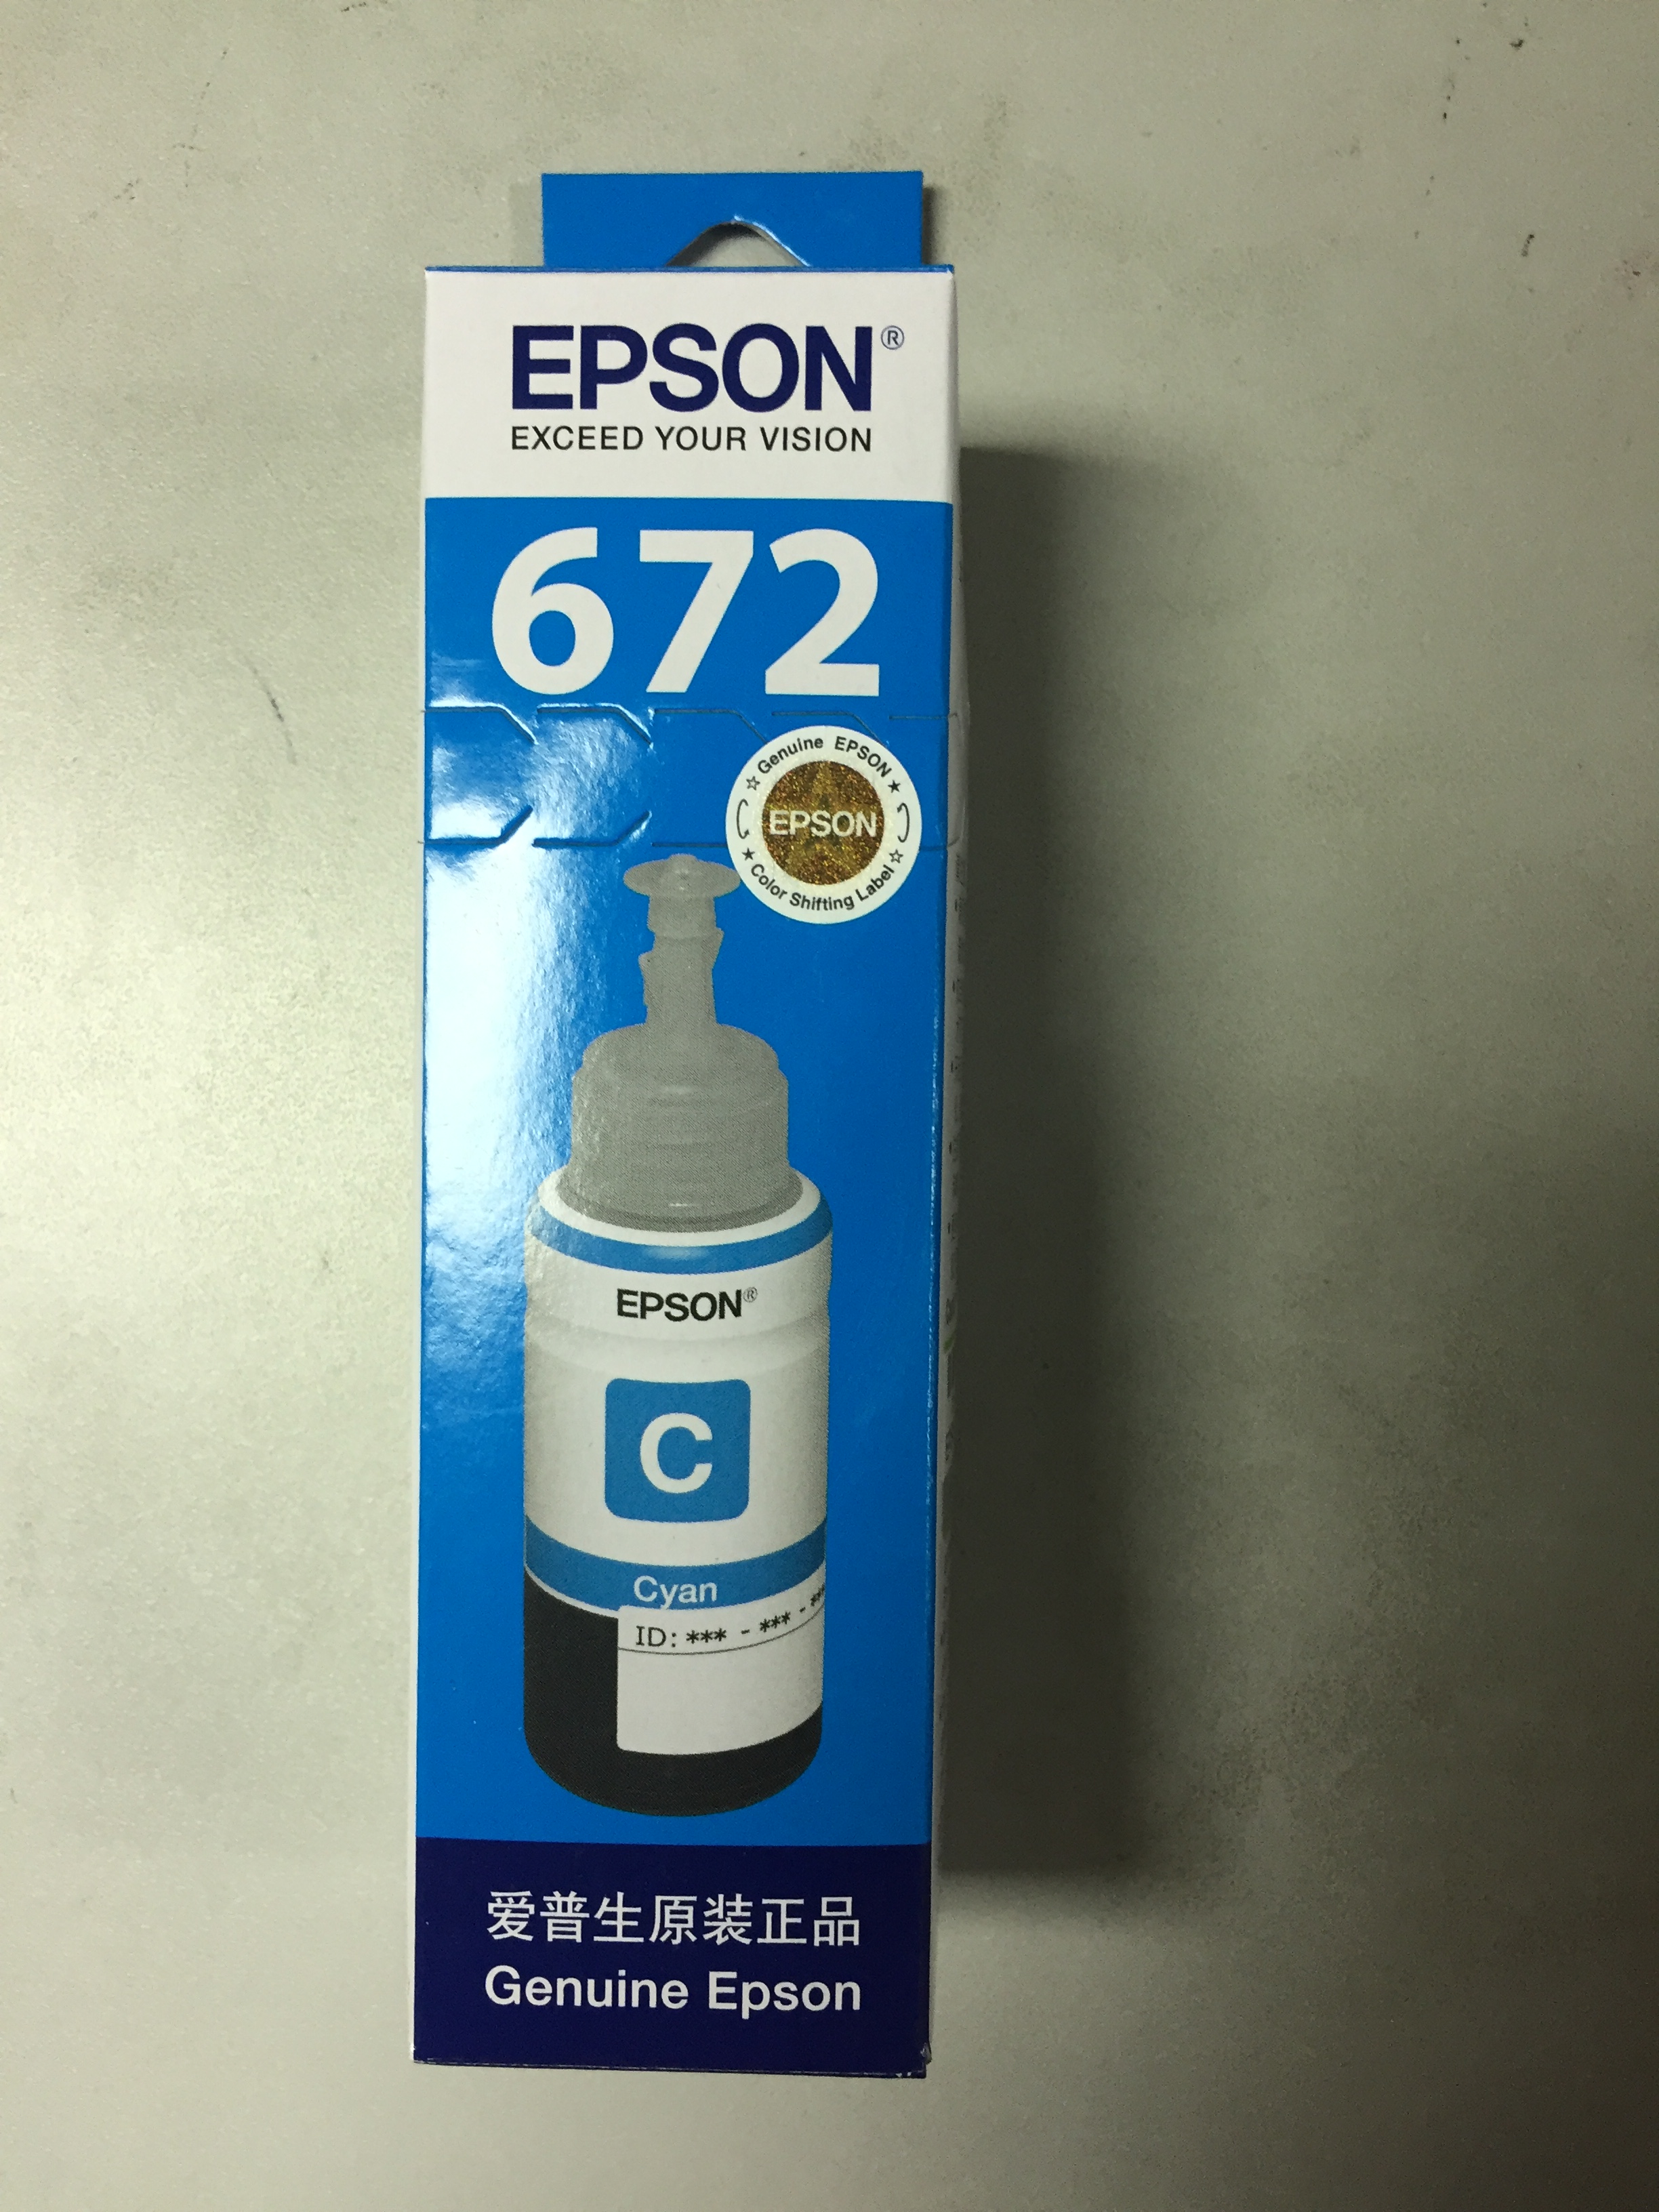 EPSON®
EXCEED YOUR VISION
672
Genuine EPSON
EPSON
Color Shifting Label
EPSON®
C
Cyan
ID: *** - *** - **
爱普生原装正品
Genuine Epson